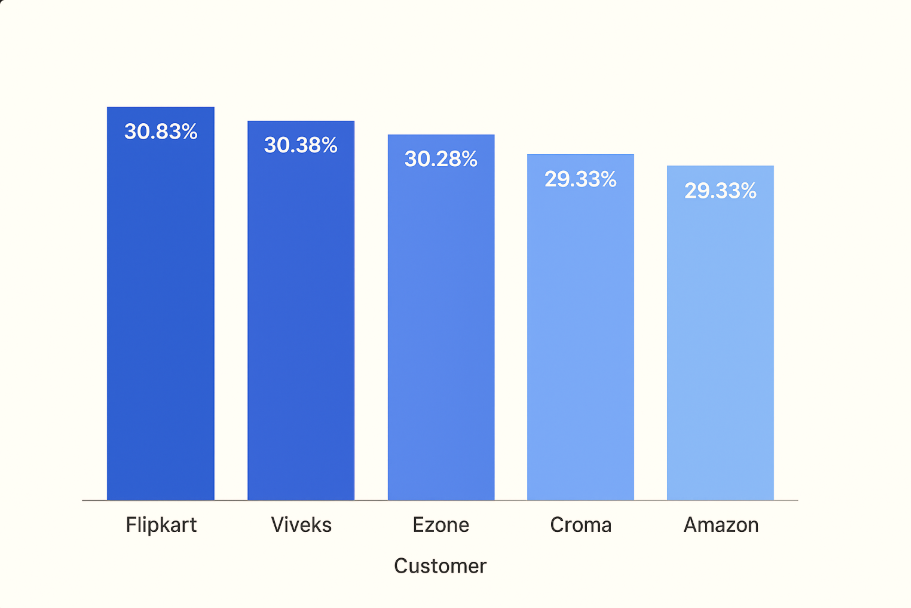 30.83%
30.38%
30.28%
29.33%
29.33%
Flipkart
Viveks
Ezone
Croma
Amazon
Customer